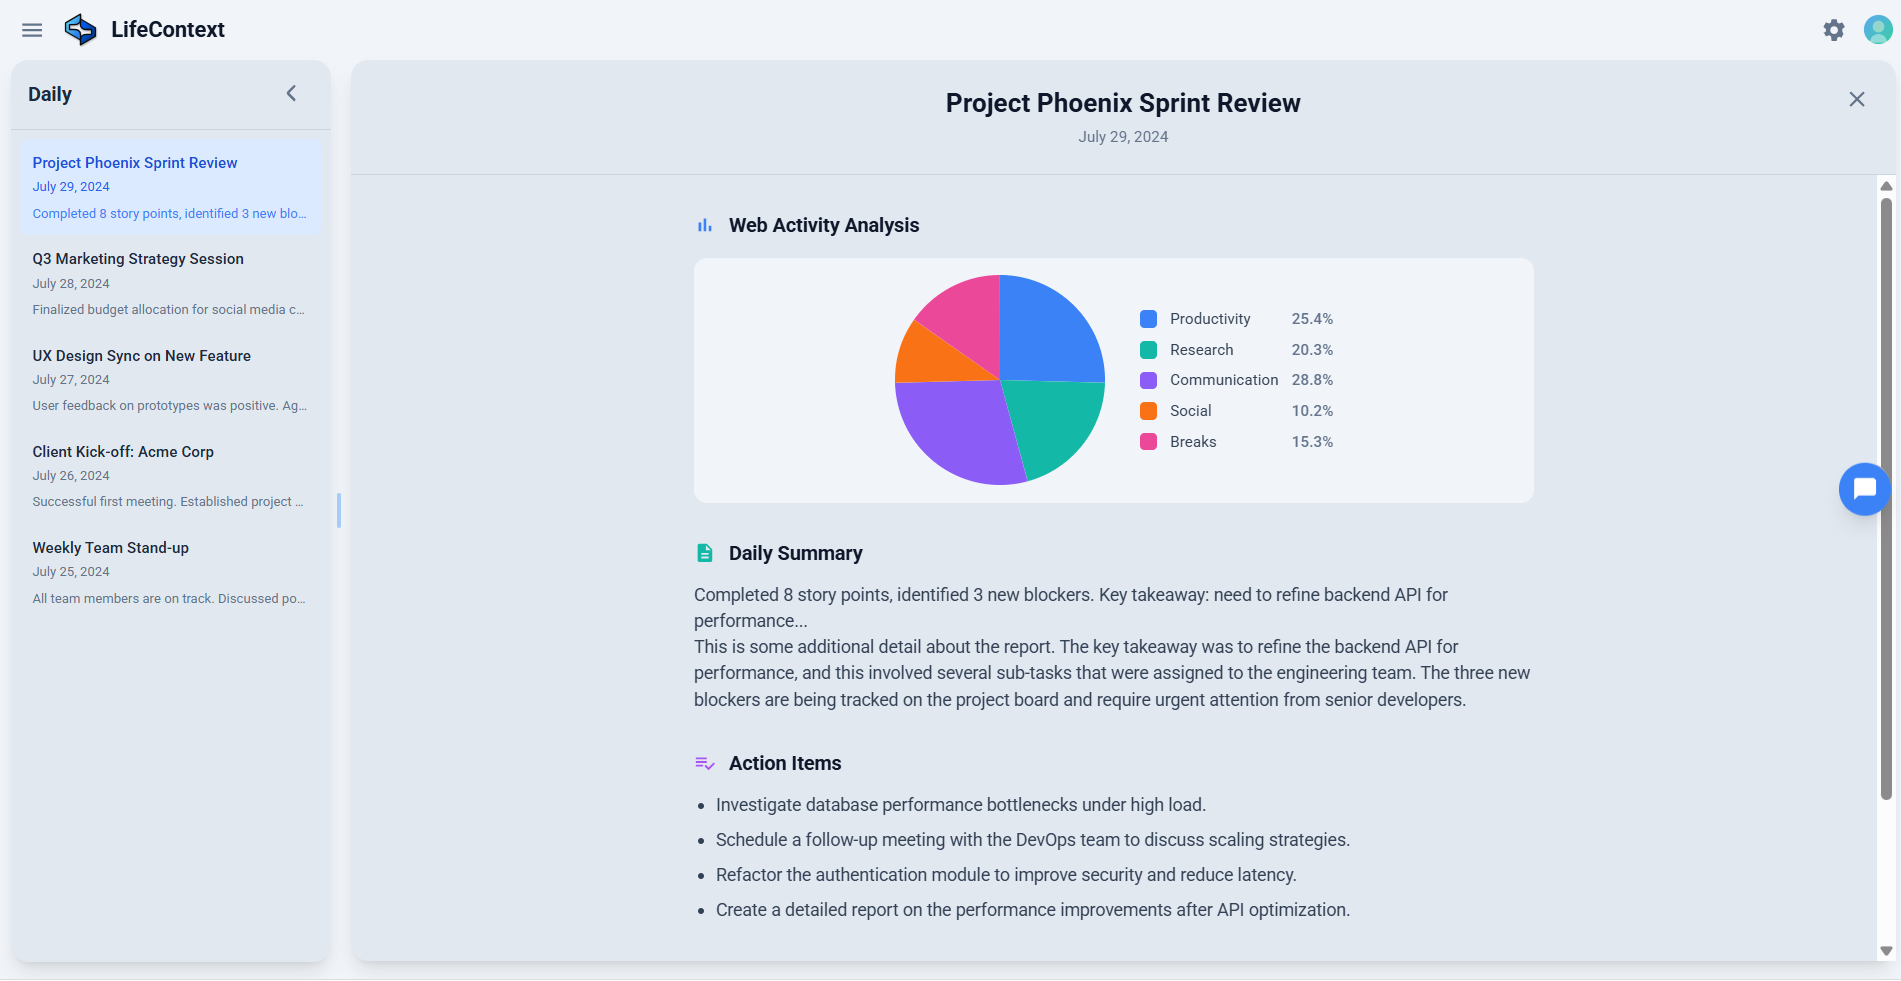 LifeContext
Daily
Project Phoenix Sprint Review
July 29, 2024
Completed 8 story points, identified 3 new blo...
Q3 Marketing Strategy Session
July 28, 2024
Finalized budget allocation for social media c...
UX Design Sync on New Feature
July 27, 2024
User feedback on prototypes was positive. Ag...
Client Kick-off: Acme Corp
July 26, 2024
Successful first meeting. Established project ...
Weekly Team Stand-up
July 25, 2024
All team members are on track. Discussed po...
Project Phoenix Sprint Review
July 29, 2024
Web Activity Analysis
Productivity 25.4%
Research 20.3%
Communication 28.8%
Social 10.2%
Breaks 15.3%
Daily Summary
Completed 8 story points, identified 3 new blockers. Key takeaway: need to refine backend API for
performance...
This is some additional detail about the report. The key takeaway was to refine the backend API for
performance, and this involved several sub-tasks that were assigned to the engineering team. The three new
blockers are being tracked on the project board and require urgent attention from senior developers.
Action Items
• Investigate database performance bottlenecks under high load.
• Schedule a follow-up meeting with the DevOps team to discuss scaling strategies.
• Refactor the authentication module to improve security and reduce latency.
• Create a detailed report on the performance improvements after API optimization.